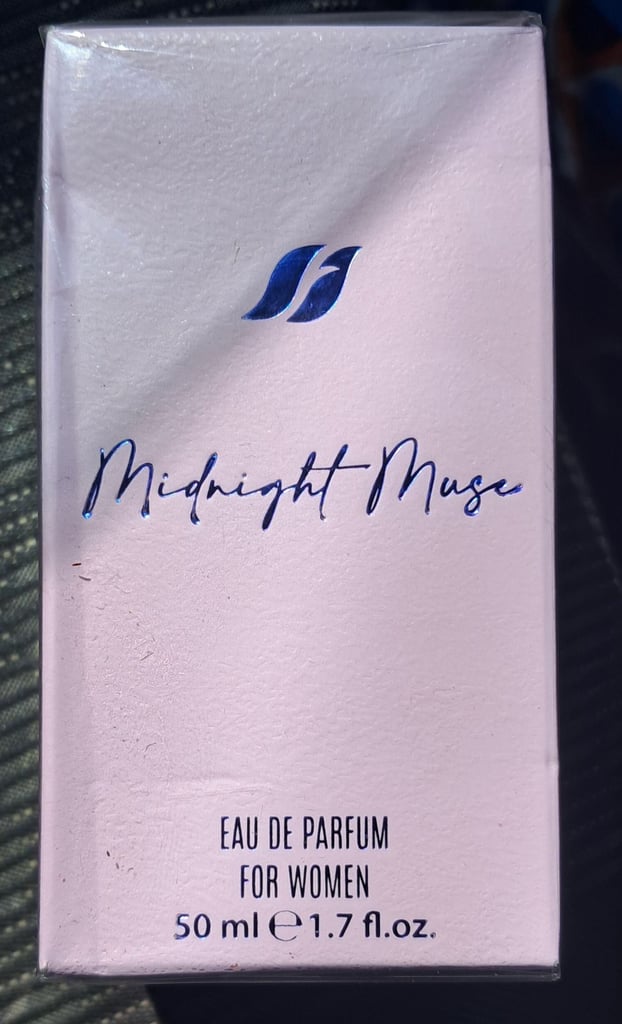 Midnight Muse
EAU DE PARFUM
FOR WOMEN
50 ml ℮ 1.7 fl.oz.